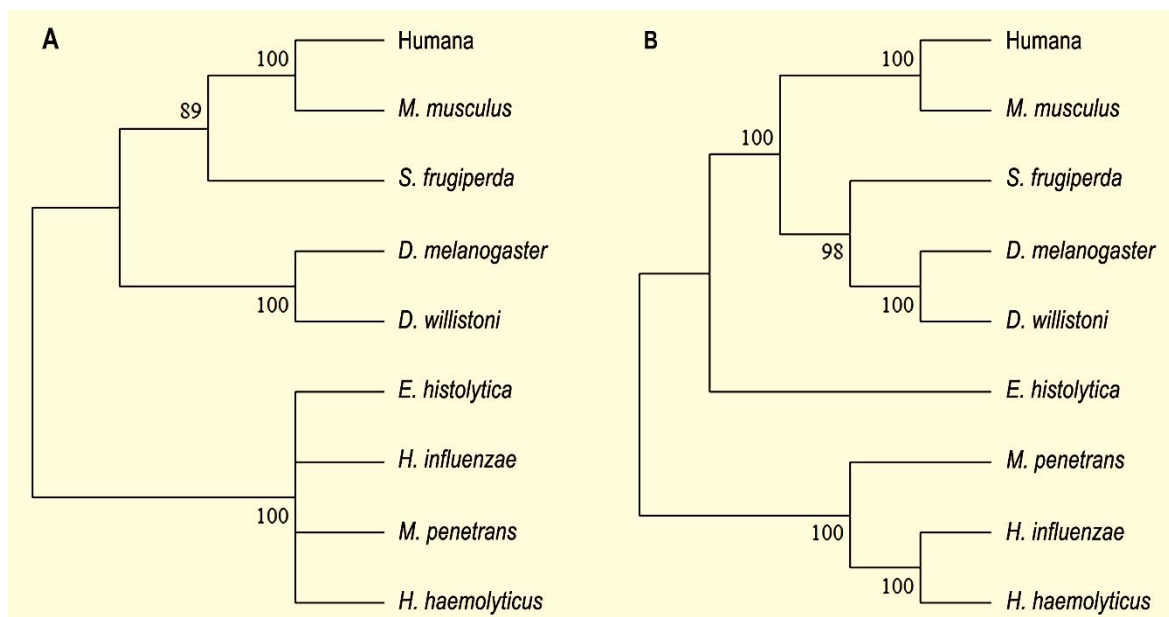 A
Humana
100
M. musculus
89
S. frugiperda
D. melanogaster
100
D. willistoni
E. histolytica
H. influenzae
100
M. penetrans
H. haemolyticus
B
Humana
100
M. musculus
100
S. frugiperda
98
D. melanogaster
100
D. willistoni
E. histolytica
M. penetrans
100
H. influenzae
100
H. haemolyticus